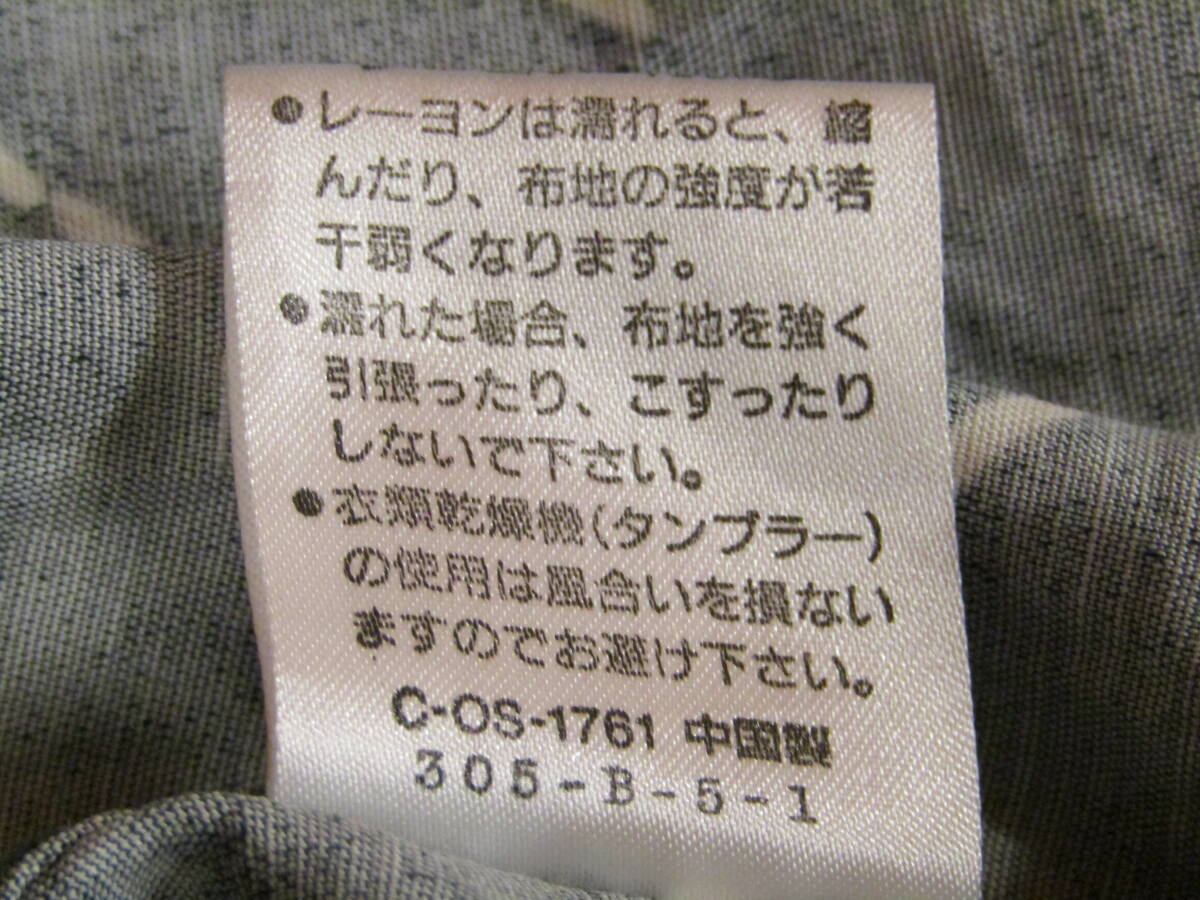 ●レーヨンは濡れると、縮
んだり、布地の強度が若
干弱くなります。
●濡れた場合、布地を強く
引張ったり、こすったり
しないで下さい。
●衣類乾燥機(タンブラー)
の使用は風合いを損ない
ますのでお避け下さい。
C-OS-1761 中国製
305-B-5-1